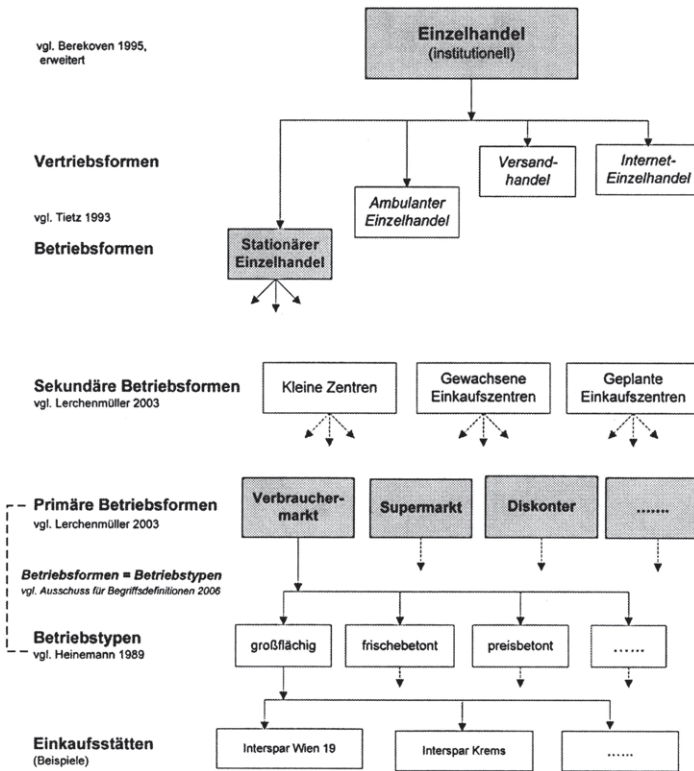 Einzelhandel
(institutionell)
vgl. Berekoven 1995,
erweitert
Vertriebsformen
Versand-
handel
Internet-
Einzelhandel
Ambulanter
Einzelhandel
vgl. Tietz 1993
Betriebsformen
Stationärer
Einzelhandel
Sekundäre Betriebsformen
vgl. Lerchenmüller 2003
Kleine Zentren
Gewachsene
Einkaufszentren
Geplante
Einkaufszentren
Primäre Betriebsformen
vgl. Lerchenmüller 2003
Verbraucher-
markt
Supermarkt
Diskonter
.......
Betriebsformen = Betriebstypen
vgl. Ausschuss für Begriffsdefinitionen 2006
Betriebstypen
vgl. Heinemann 1989
großflächig
frischebetont
preisbetont
......
Einkaufsstätten
(Beispiele)
Interspar Wien 19
Interspar Krems
......